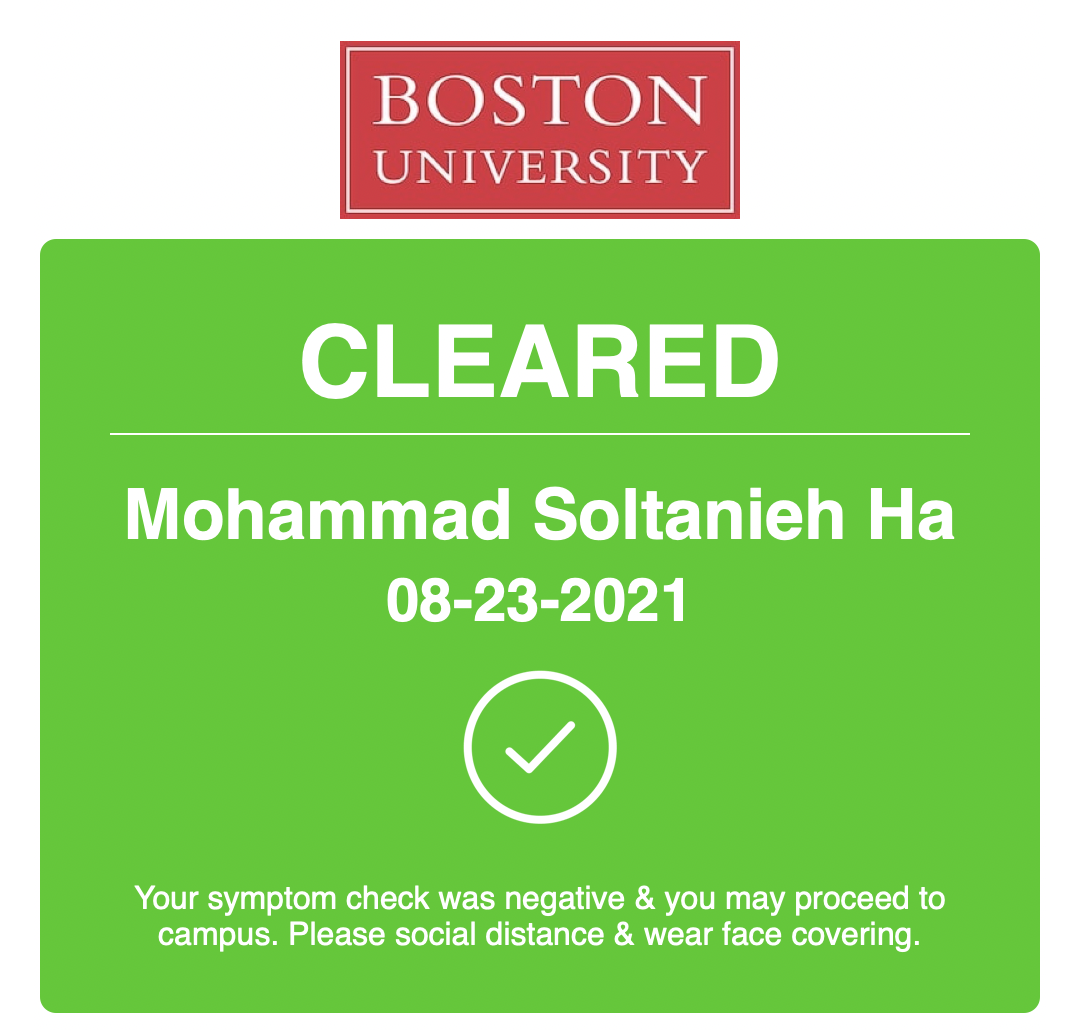 BOSTON
UNIVERSITY
CLEARED
Mohammad Soltanieh Ha
08-23-2021
Your symptom check was negative & you may proceed to
campus. Please social distance & wear face covering.